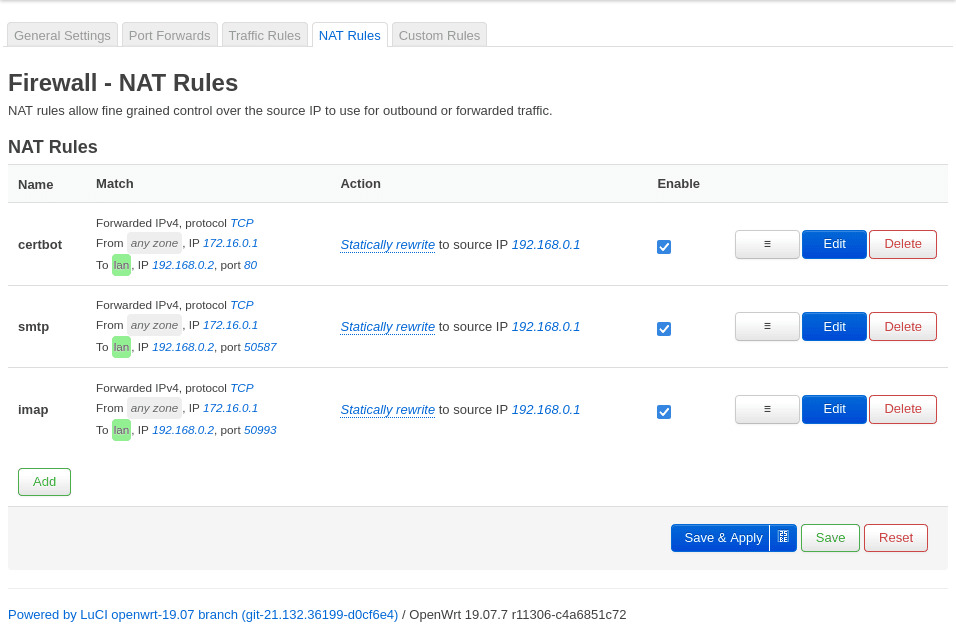 General Settings Port Forwards Traffic Rules NAT Rules Custom Rules
Firewall - NAT Rules
NAT rules allow fine grained control over the source IP to use for outbound or forwarded traffic.
NAT Rules
Name Match Action Enable
Forwarded IPv4, protocol TCP
certbot From any zone , IP 172.16.0.1 Statically rewrite to source IP 192.168.0.1 ≡ Edit Delete
To lan, IP 192.168.0.2, port 80
Forwarded IPv4, protocol TCP
smtp From any zone , IP 172.16.0.1 Statically rewrite to source IP 192.168.0.1 ≡ Edit Delete
To lan, IP 192.168.0.2, port 50587
Forwarded IPv4, protocol TCP
imap From any zone , IP 172.16.0.1 Statically rewrite to source IP 192.168.0.1 ≡ Edit Delete
To lan, IP 192.168.0.2, port 50993
Add
Save & Apply Save Reset
Powered by LuCI openwrt-19.07 branch (git-21.132.36199-d0cf6e4) / OpenWrt 19.07.7 r11306-c4a6851c72